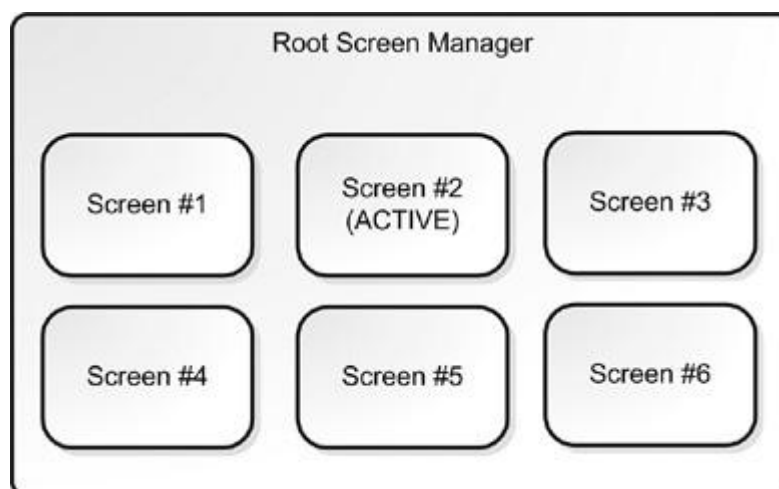 Root Screen Manager
Screen #1
Screen #2
(ACTIVE)
Screen #3
Screen #4
Screen #5
Screen #6